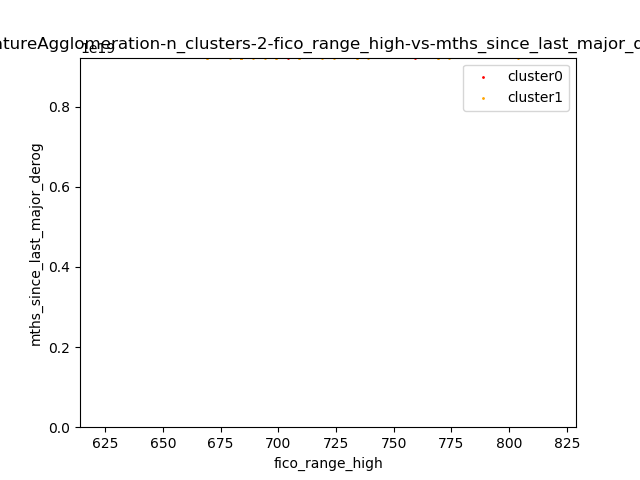 atureAgglomeration-n_clusters-2-fico_range_high-vs-mths_since_last_major_d
1e19
cluster0
cluster1
mths_since_last_major_derog
0.8
0.6
0.4
0.2
0.0
625 650 675 700 725 750 775 800 825
fico_range_high